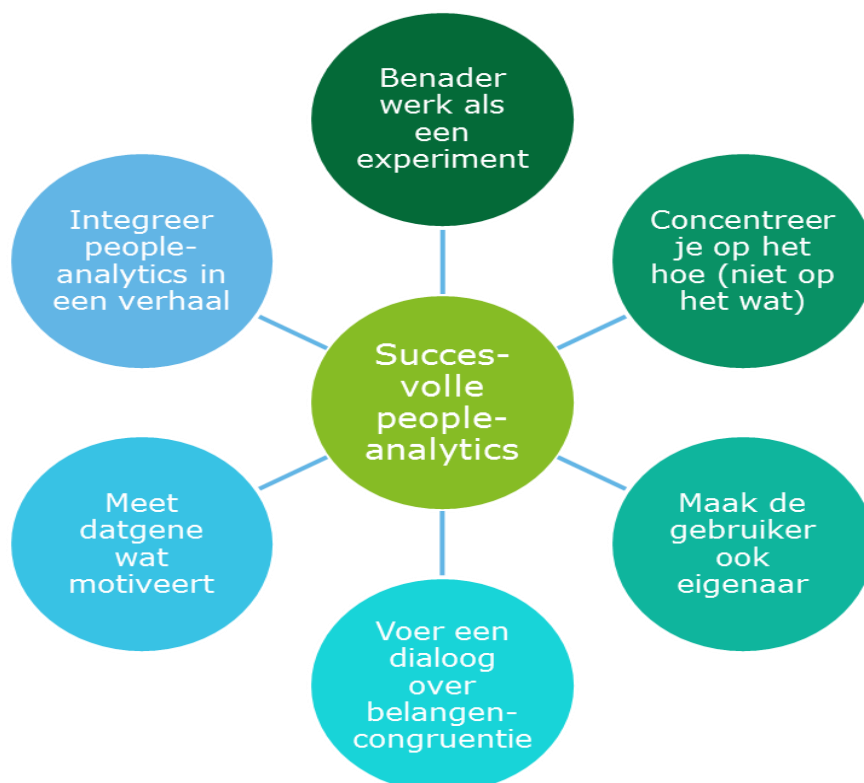 Benader
werk als
een
experiment
Concentreer
je op het
hoe (niet op
het wat)
Maak de
gebruiker
ook
eigenaar
Voer een
dialoog
over
belangen-
congruentie
Meet
datgene
wat
motiveert
Integreer
people-
analytics in
een verhaal
Succes-
volle
people-
analytics